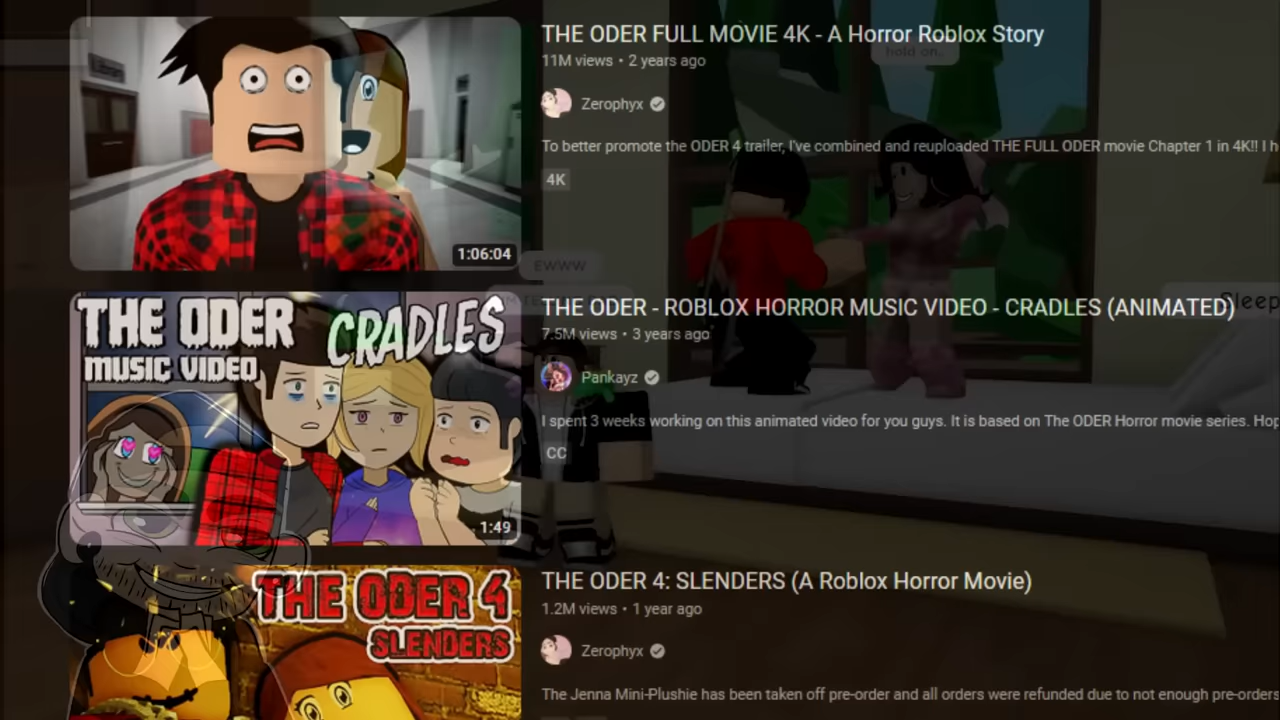 THE ODER FULL MOVIE 4K - A Horror Roblox Story
hold on.
11M views • 2 years ago
Library
Zerophyx
To better promote the ODER 4 trailer, I've combined and reuploaded THE FULL ODER movie Chapter 1 in 4K!! I h
4K
1:06:04
EWWW
THE ODER
MUSIC VIDEO
CRADLES
THE ODER - ROBLOX HORROR MUSIC VIDEO - CRADLES (ANIMATED)
Sleep
7.5M views • 3 years ago
Pankayz
I spent 3 weeks working on this animated video for you guys. It is based on The ODER Horror movie series. Hop
CC
1:49
THE ODER 4
SLENDERS
THE ODER 4: SLENDERS (A Roblox Horror Movie)
1.2M views • 1 year ago
Zerophyx
The Jenna Mini-Plushie has been taken off pre-order and all orders were refunded due to not enough pre-orders